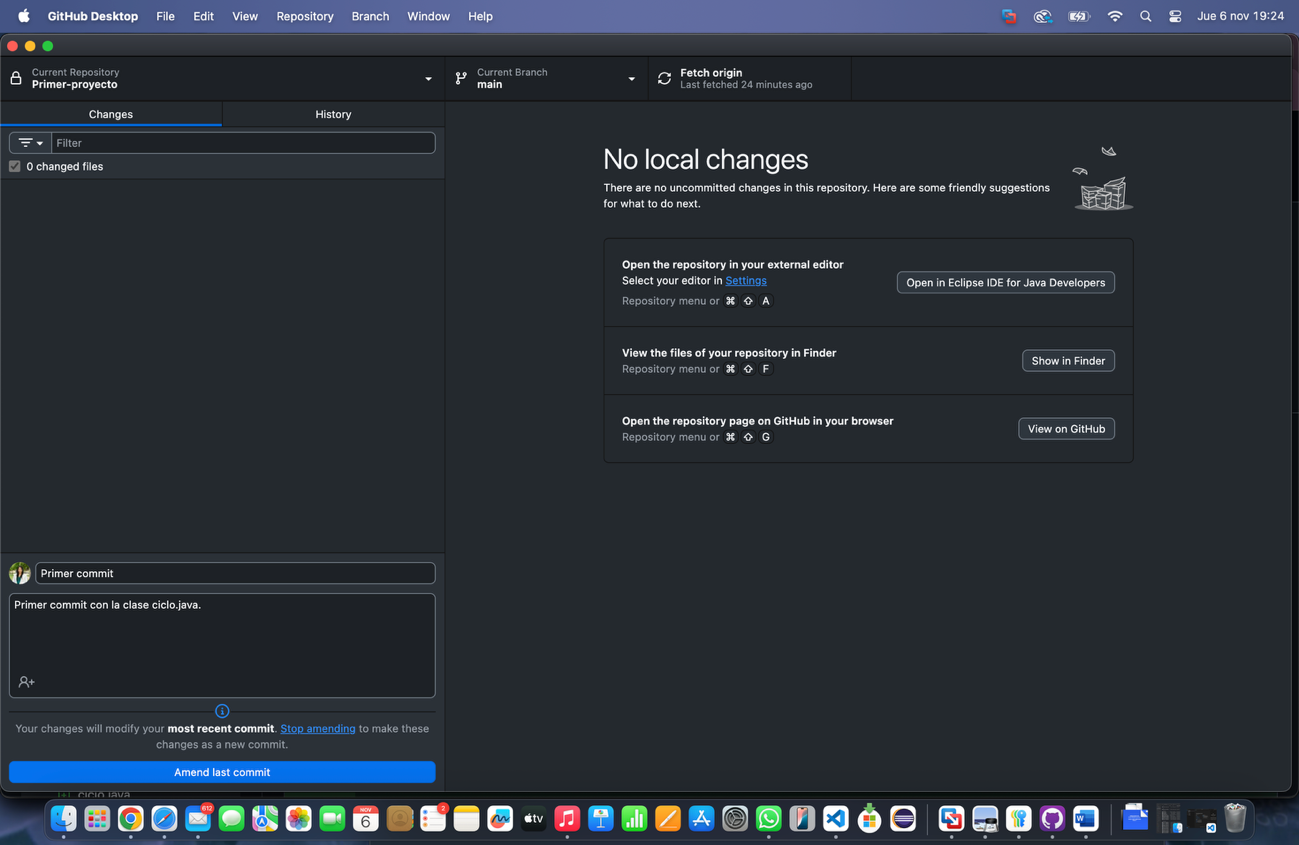 GitHub Desktop File Edit View Repository Branch Window Help Jue 6 nov 19:24
Current Repository
Primer-proyecto
Current Branch
main
Fetch origin
Last fetched 24 minutes ago
Changes History
Filter
0 changed files
No local changes
There are no uncommitted changes in this repository. Here are some friendly suggestions
for what to do next.
Open the repository in your external editor
Select your editor in Settings
Repository menu or ⌘ ⇧ A
Open in Eclipse IDE for Java Developers
View the files of your repository in Finder
Repository menu or ⌘ ⇧ F
Show in Finder
Open the repository page on GitHub in your browser
Repository menu or ⌘ ⇧ G
View on GitHub
Primer commit
Primer commit con la clase ciclo.java.
Your changes will modify your most recent commit. Stop amending to make these
changes as a new commit.
Amend last commit
ciclo.java.
612
NOV
6
2
tv
W